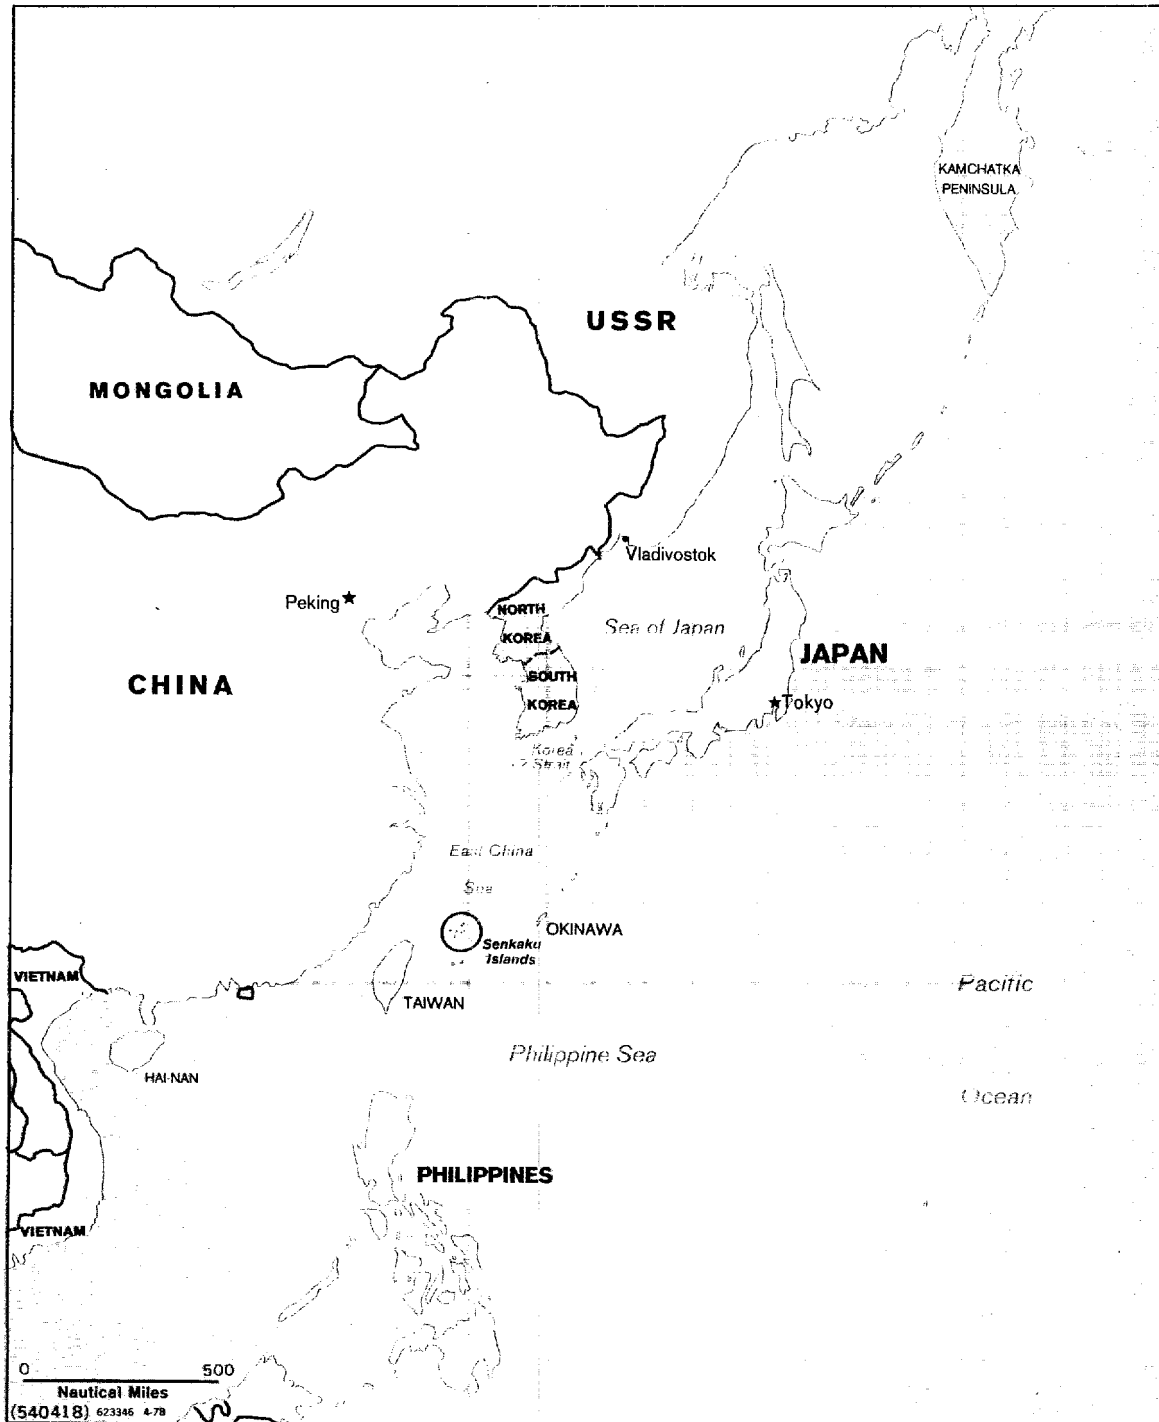 KAMCHATKA
PENINSULA
USSR
MONGOLIA
Vladivostok
Peking
NORTH
KOREA
Sea of Japan
JAPAN
CHINA
SOUTH
KOREA
Tokyo
Korea
Strait
East China
Sea
OKINAWA
Senkaku
Islands
VIETNAM
TAIWAN
Pacific
Philippine Sea
HAI-NAN
Ocean
PHILIPPINES
VIETNAM
0 500
Nautical Miles
(540418) 623346 4-78